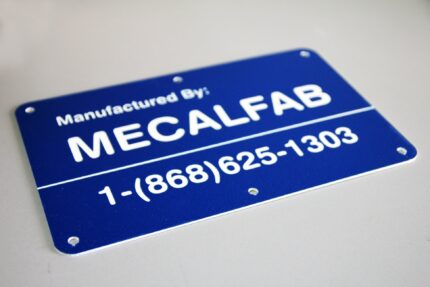 Manufactured By:
MECALFAB
1-(868)625-1303